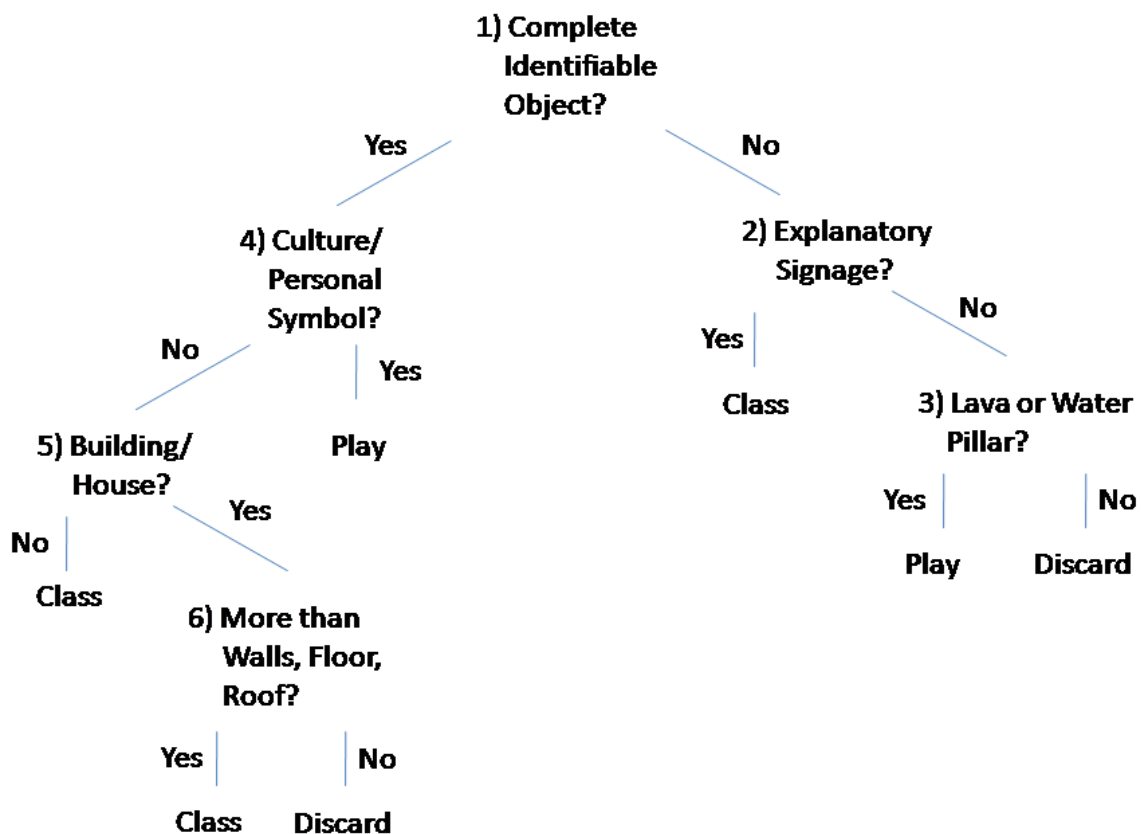 1) Complete
Identifiable
Object?
Yes
No
4) Culture/
Personal
Symbol?
2) Explanatory
Signage?
No
Yes
Yes
No
Play
Class
5) Building/
House?
3) Lava or Water
Pillar?
No
Yes
Yes
No
Class
Play
Discard
6) More than
Walls, Floor,
Roof?
Yes
No
Class
Discard